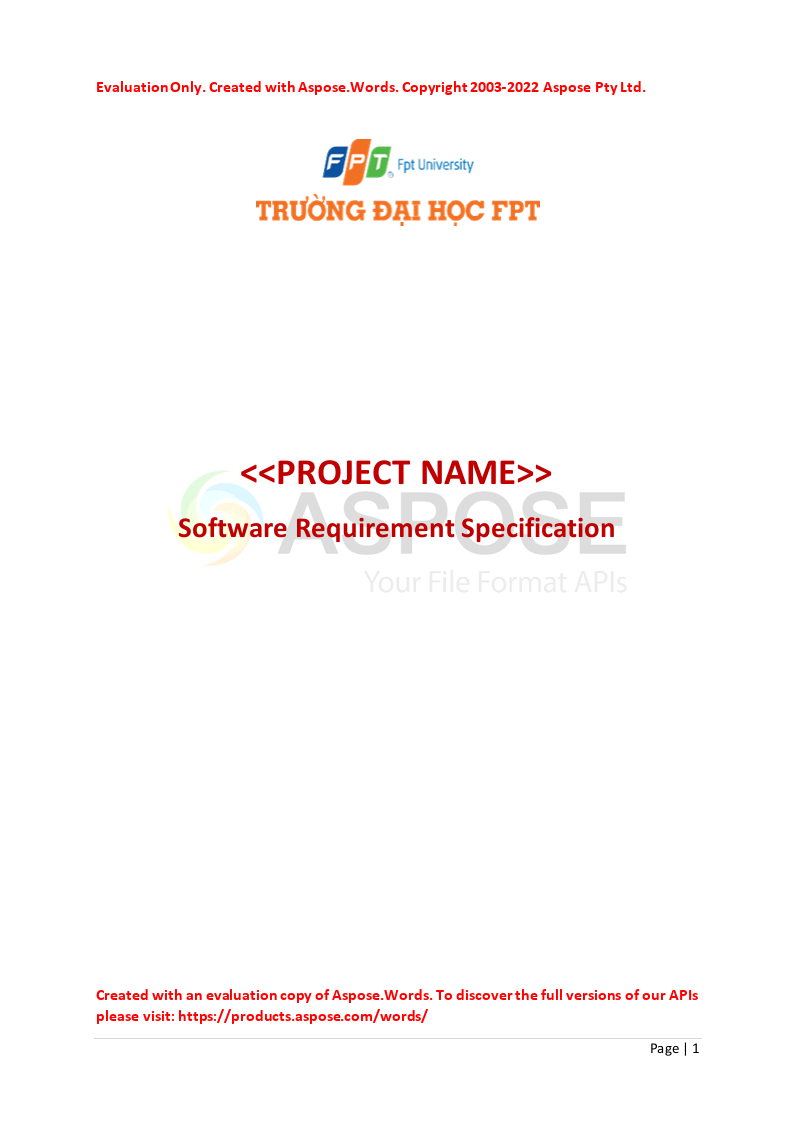 Evaluation Only. Created with Aspose.Words. Copyright 2003-2022 Aspose Pty Ltd.
FPT Fpt University
TRƯỜNG ĐẠI HỌC FPT
<<PROJECT NAME>>
ASPOSE
Software Requirement Specification
Your File Format APIs
Created with an evaluation copy of Aspose.Words. To discover the full versions of our APIs
please visit: https://products.aspose.com/words/
Page | 1